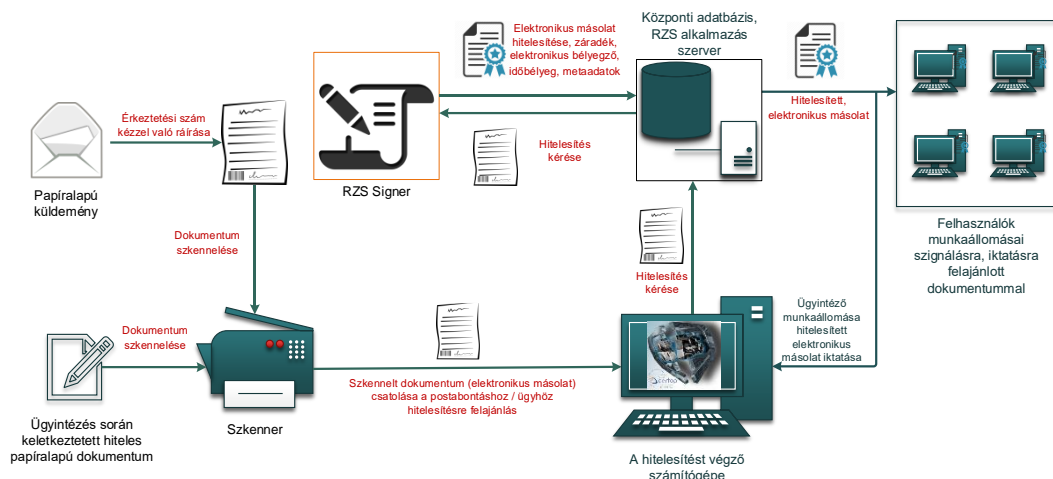 Elektronikus másolat
hitelesítése, záradék,
elektronikus bélyegző,
időbélyeg, metaadatok
Központi adatbázis,
RZS alkalmazás
szerver
Érkeztetési szám
kézzel való ráírása
Hitelesített,
elektronikus másolat
Hitelesítés
kérése
Papíralapú
küldemény
RZS Signer
Felhasználók
munkaállomásai
szignálásra, iktatásra
felajánlott
dokumentummal
Dokumentum
szkennelése
Hitelesítés
kérése
Ügyintéző
munkaállomása
hitelesített
elektronikus
másolat iktatása
Dokumentum
szkennelése
Szkennelt dokumentum (elektronikus másolat)
csatolása a postabontáshoz / ügyhöz
hitelesítésre felajánlás
Ügyintézés során
keletkeztetett hiteles
papíralapú dokumentum
Szkenner
A hitelesítést végző
számítógépe